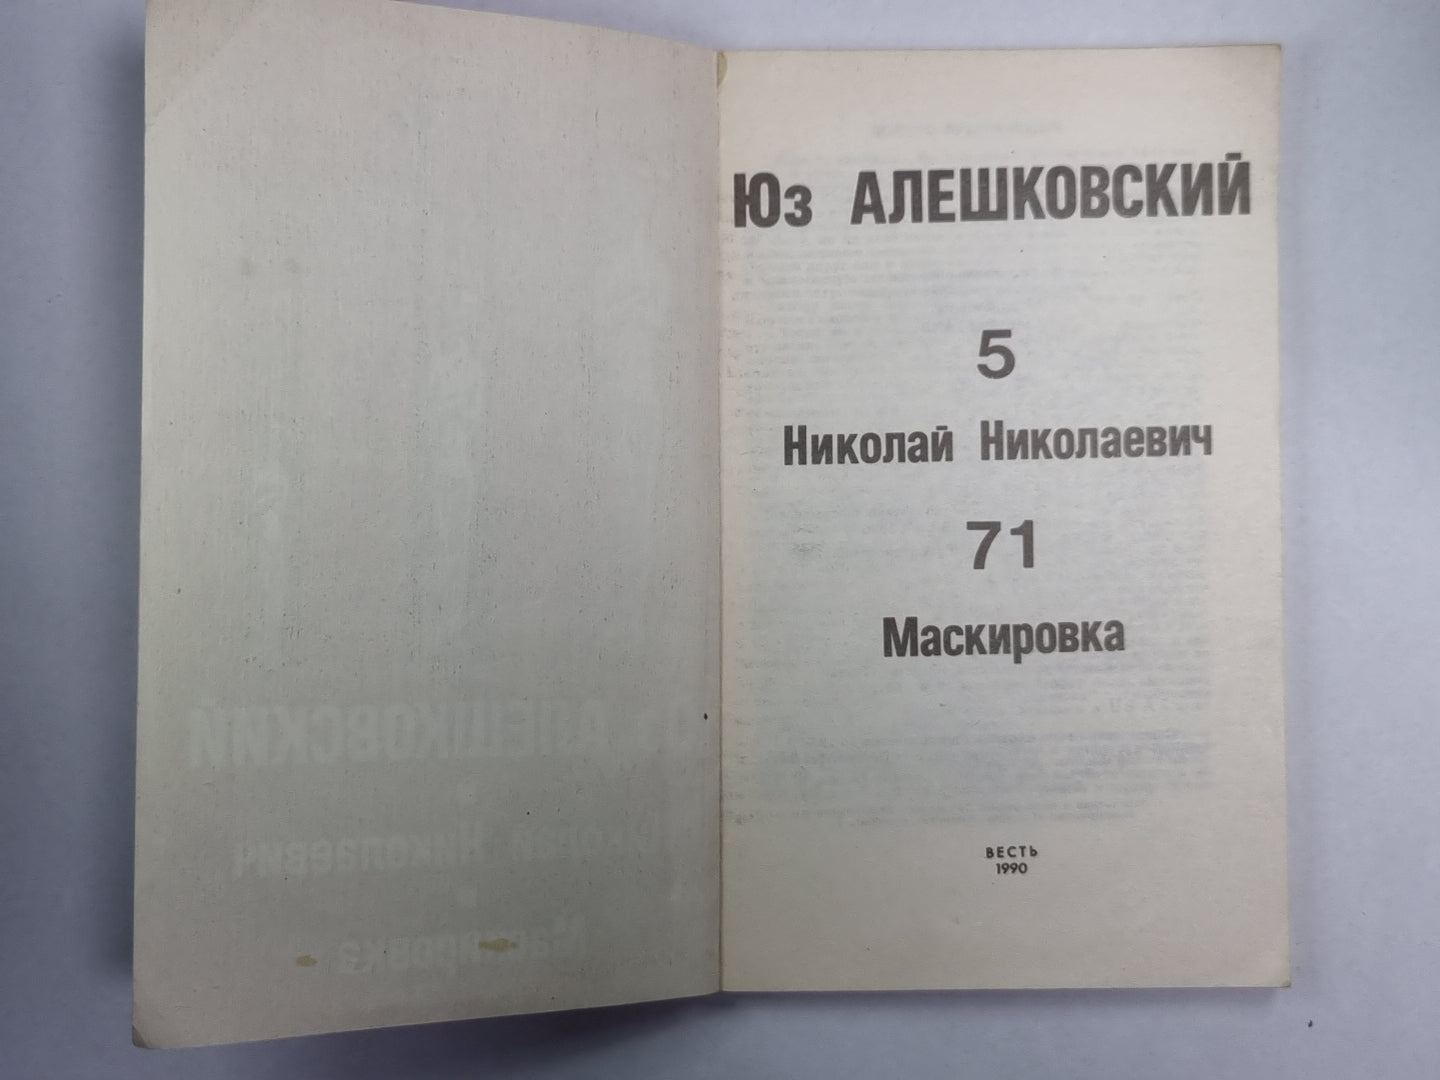 Юз АЛЕШКОВСКИЙ
5
Николай Николаевич
71
Маскировка
ВЕСТЬ
1990